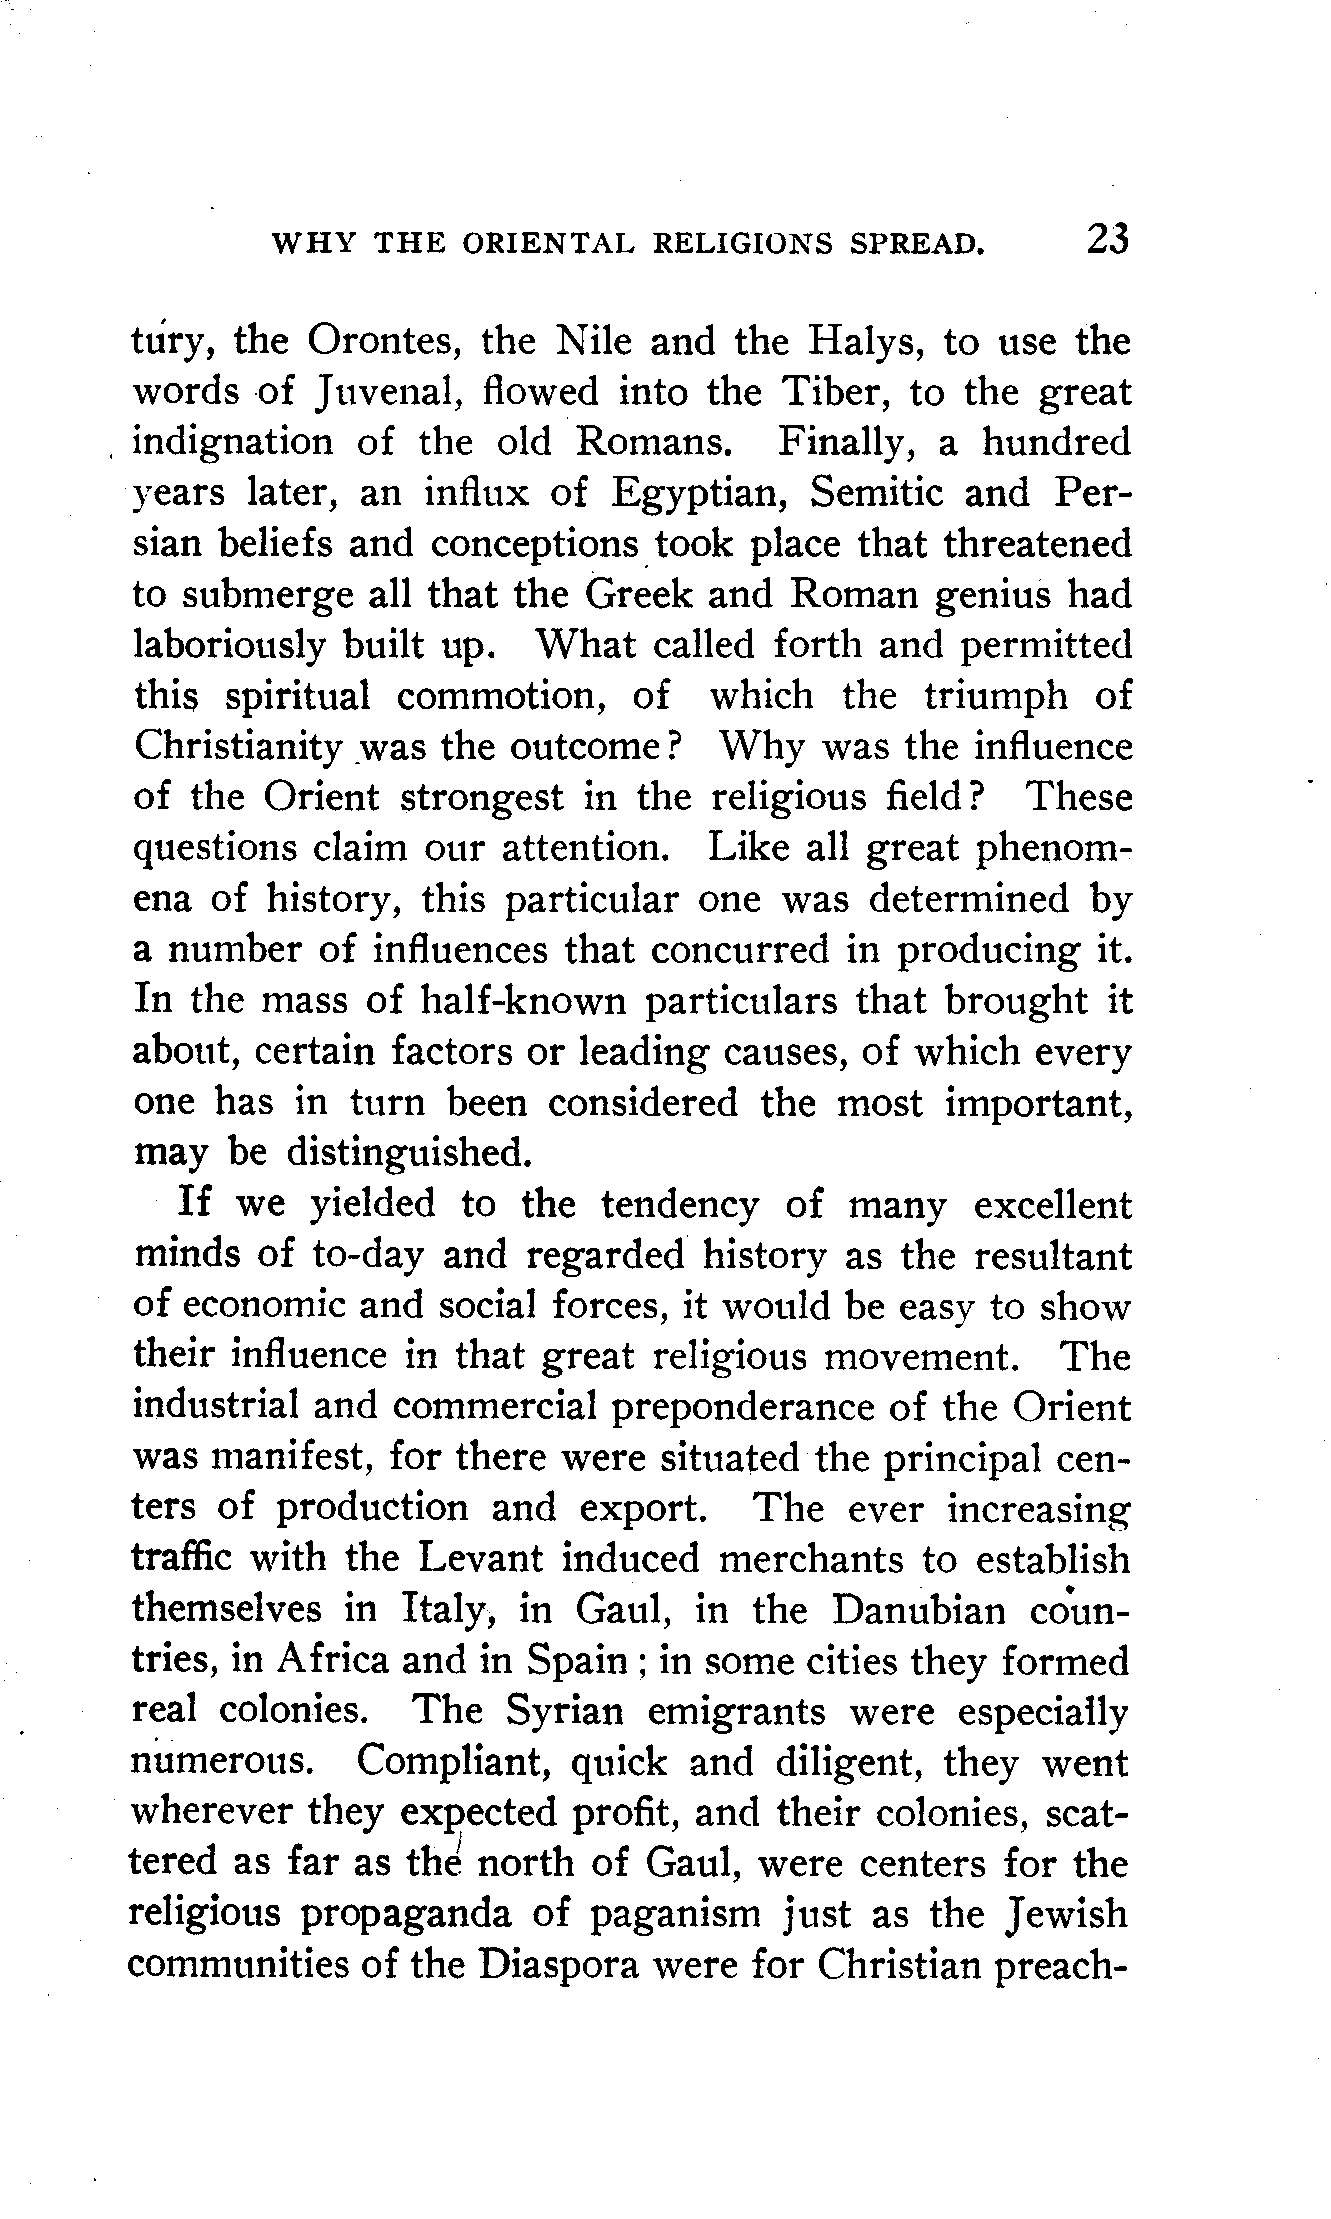 WHY THE ORIENTAL RELIGIONS SPREAD. 23
tury, the Orontes, the Nile and the Halys, to use the
words of Juvenal, flowed into the Tiber, to the great
indignation of the old Romans. Finally, a hundred
years later, an influx of Egyptian, Semitic and Per-
sian beliefs and conceptions took place that threatened
to submerge all that the Greek and Roman genius had
laboriously built up. What called forth and permitted
this spiritual commotion, of which the triumph of
Christianity was the outcome? Why was the influence
of the Orient strongest in the religious field? These
questions claim our attention. Like all great phenom-
ena of history, this particular one was determined by
a number of influences that concurred in producing it.
In the mass of half-known particulars that brought it
about, certain factors or leading causes, of which every
one has in turn been considered the most important,
may be distinguished.
If we yielded to the tendency of many excellent
minds of to-day and regarded history as the resultant
of economic and social forces, it would be easy to show
their influence in that great religious movement. The
industrial and commercial preponderance of the Orient
was manifest, for there were situated the principal cen-
ters of production and export. The ever increasing
traffic with the Levant induced merchants to establish
themselves in Italy, in Gaul, in the Danubian coun-
tries, in Africa and in Spain; in some cities they formed
real colonies. The Syrian emigrants were especially
numerous. Compliant, quick and diligent, they went
wherever they expected profit, and their colonies, scat-
tered as far as the north of Gaul, were centers for the
religious propaganda of paganism just as the Jewish
communities of the Diaspora were for Christian preach-